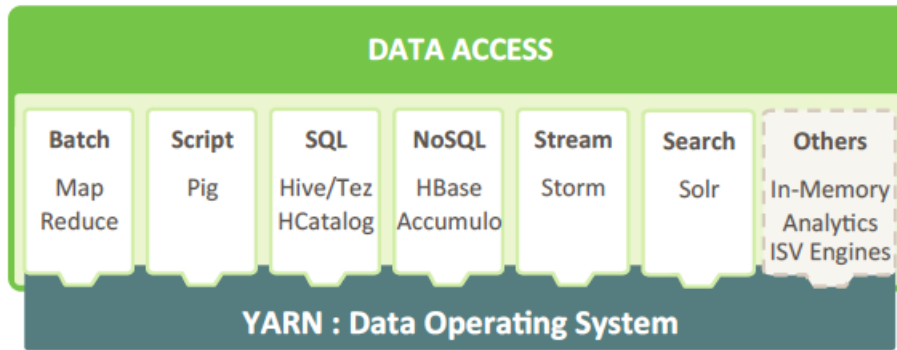 DATA ACCESS
Batch
Map
Reduce
Script
Pig
SQL
Hive/Tez
HCatalog
NoSQL
HBase
Accumulo
Stream
Storm
Search
Solr
Others
In-Memory
Analytics
ISV Engines
YARN : Data Operating System